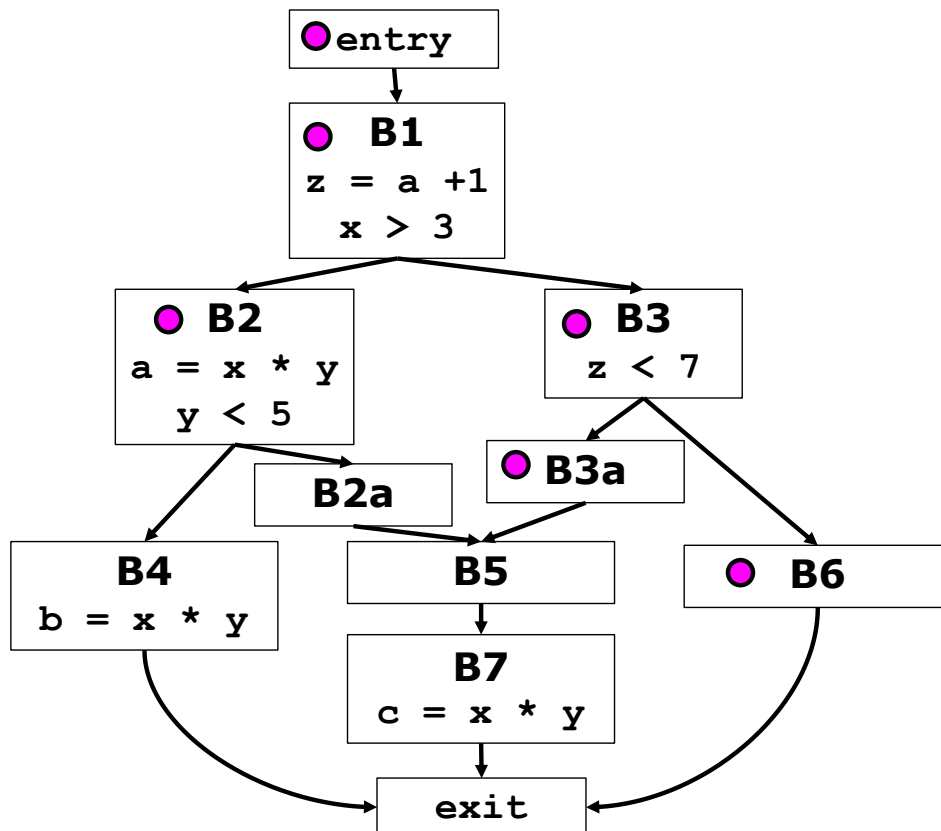 entry
B1
z = a +1
x > 3
B2
a = x * y
y < 5
B3
z < 7
B2a
B3a
B4
b = x * y
B5
B6
B7
c = x * y
exit